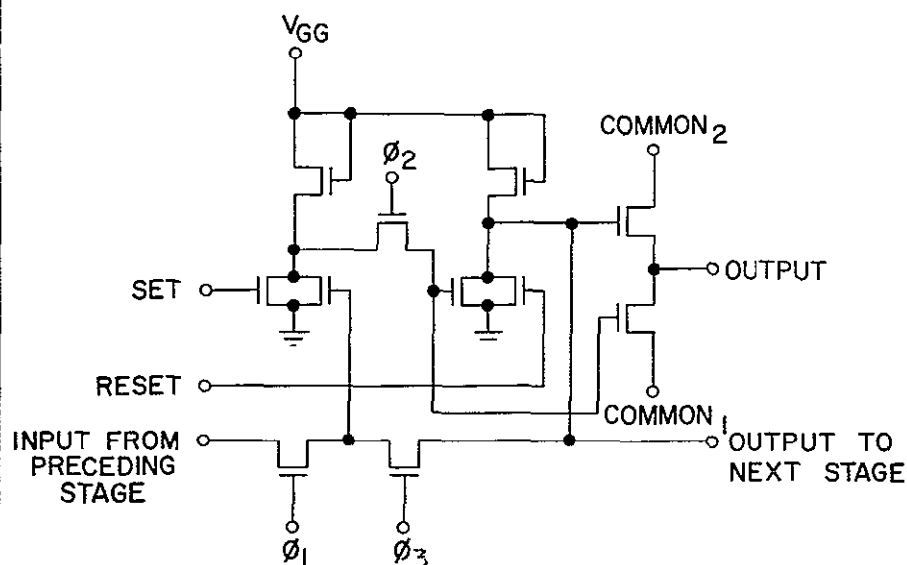 VGG
COMMON2
Ø2
SET
OUTPUT
RESET
COMMON1
INPUT FROM
PRECEDING
STAGE
OUTPUT TO
NEXT STAGE
Ø1
Ø3